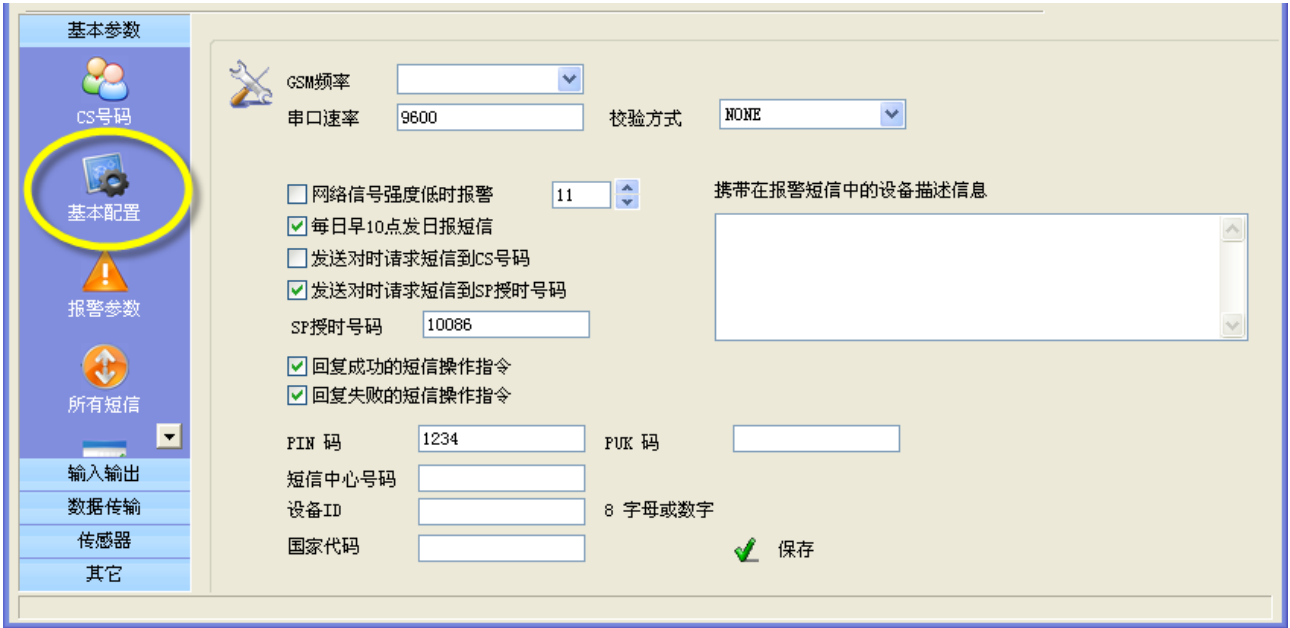 基本参数
CS号码
基本配置
报警参数
所有短信
输入输出
数据传输
传感器
其它
GSM频率
串口速率 9600 校验方式 NONE
网络信号强度低时报警 11 携带在报警短信中的设备描述信息
每日早10点发日报短信
发送对时请求短信到CS号码
发送对时请求短信到SP授时号码
SP授时号码 10086
回复成功的短信操作指令
回复失败的短信操作指令
PIN 码 1234 PUK 码
短信中心号码
设备ID 8 字母或数字
国家代码 保存